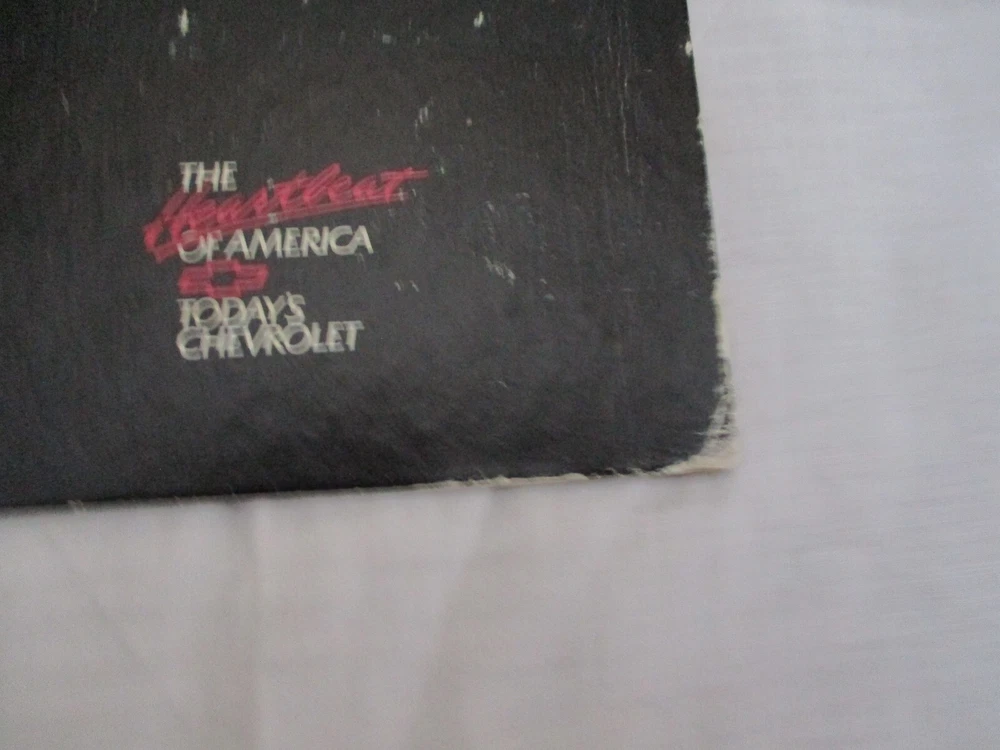 THE
Heartbeat
OF AMERICA
TODAY'S
CHEVROLET